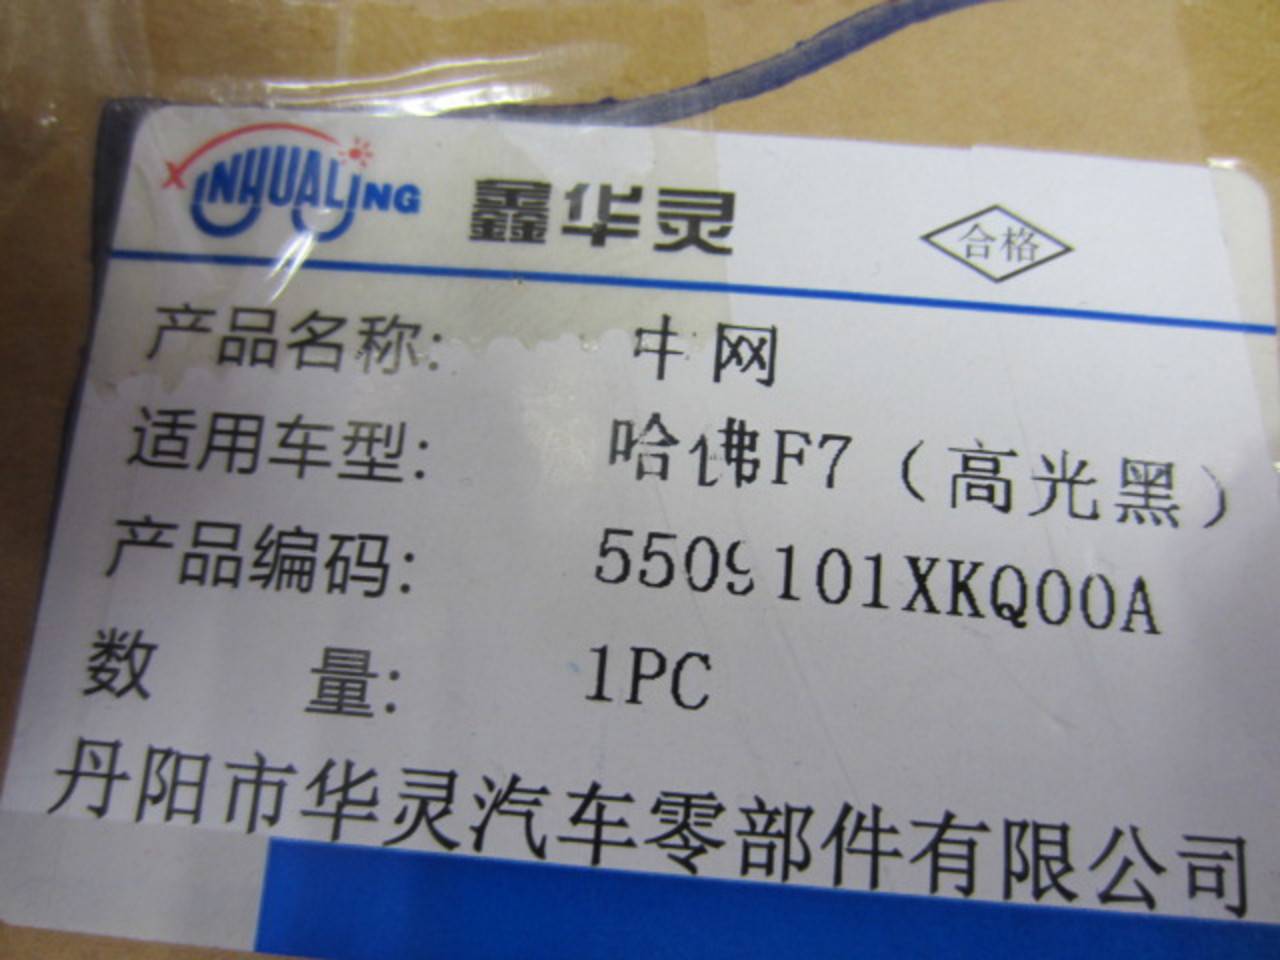 XINHUALING 鑫华灵 合格
产品名称: 中网
适用车型: 哈佛F7（高光黑）
产品编码: 5509101XKQ00A
数 量: 1PC
丹阳市华灵汽车零部件有限公司